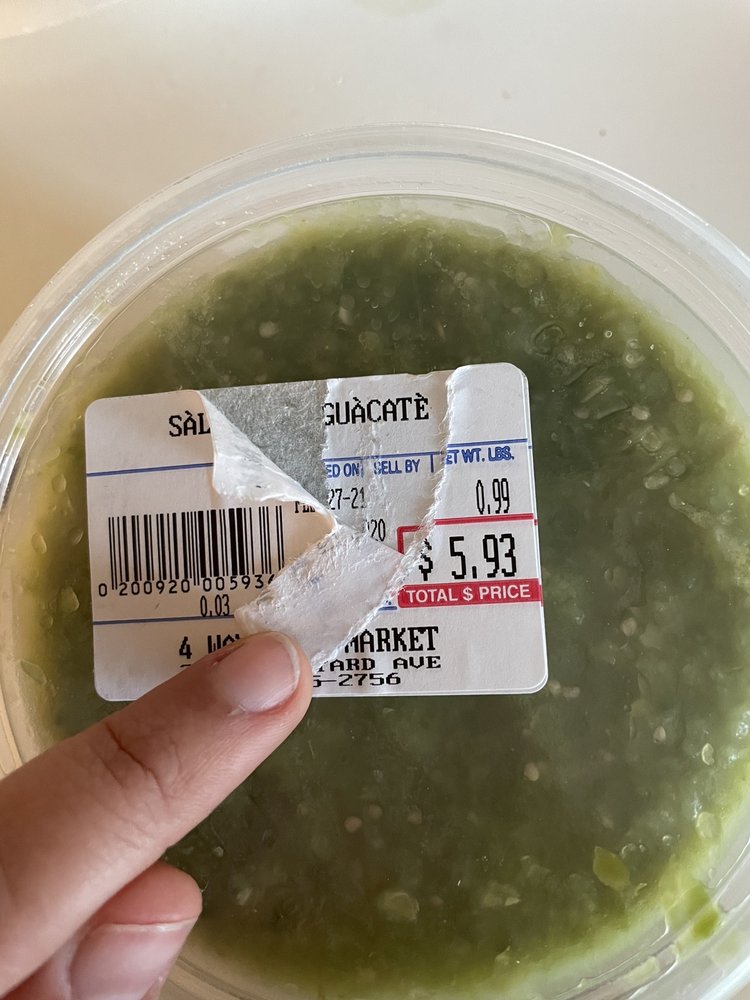 SÀL GUÀCATÈ
ED ON SELL BY ET WT. LBS.
27-21 0.99
20
$ 5.93
TOTAL $ PRICE
0 200920 00593
0.03
4 MARKET
ARD AVE
-2756